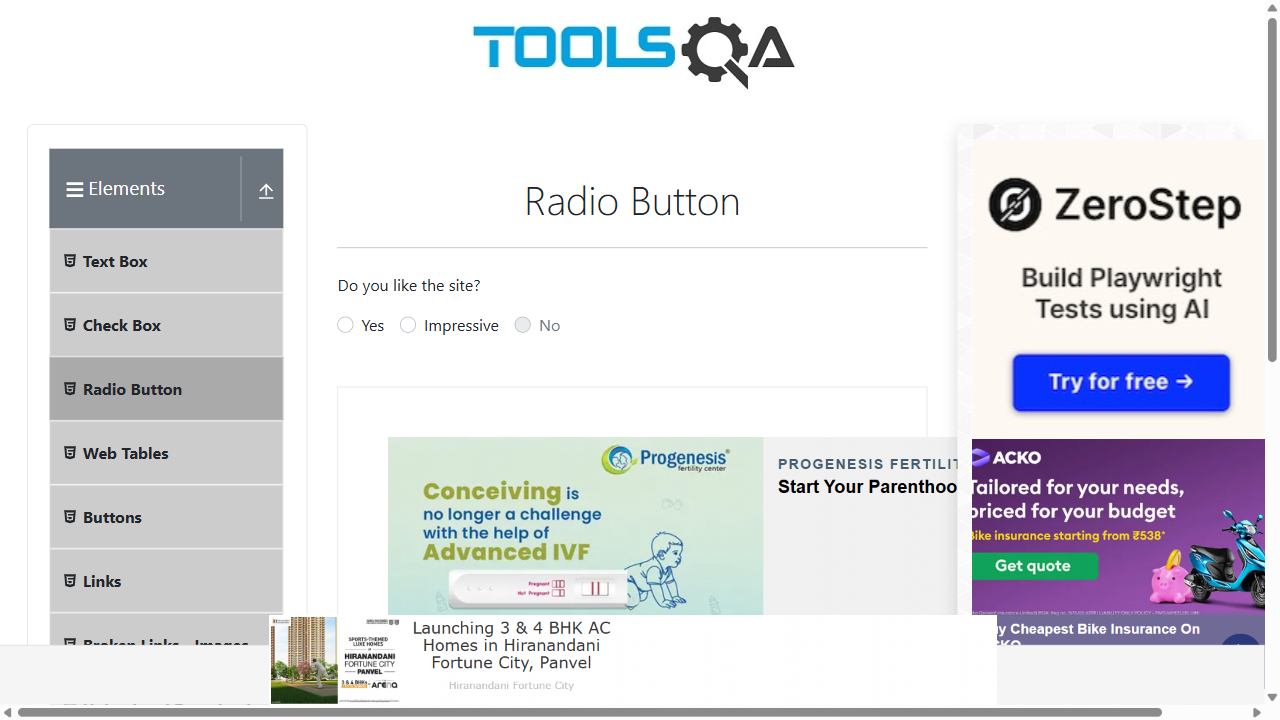 TOOLSQA
Elements
Text Box
Check Box
Radio Button
Web Tables
Buttons
Links
Broken Links - Images
Radio Button
Do you like the site?
Yes
Impressive
No
Progenesis
fertility center
Conceiving is
no longer a challenge
with the help of
Advanced IVF
Pregnant
Not Pregnant
PROGENESIS FERTILIT
Start Your Parenthoo
ZeroStep
Build Playwright
Tests using AI
Try for free →
ACKO
Tailored for your needs,
priced for your budget
Bike insurance starting from ₹538*
Get quote
y Cheapest Bike Insurance On
SPORTS-THEMED
LUXE HOMES
HIRANANDANI
FORTUNE CITY
PANVEL
3 & 4 BHKs
ARENA
Launching 3 & 4 BHK AC
Homes in Hiranandani
Fortune City, Panvel
Hiranandani Fortune City